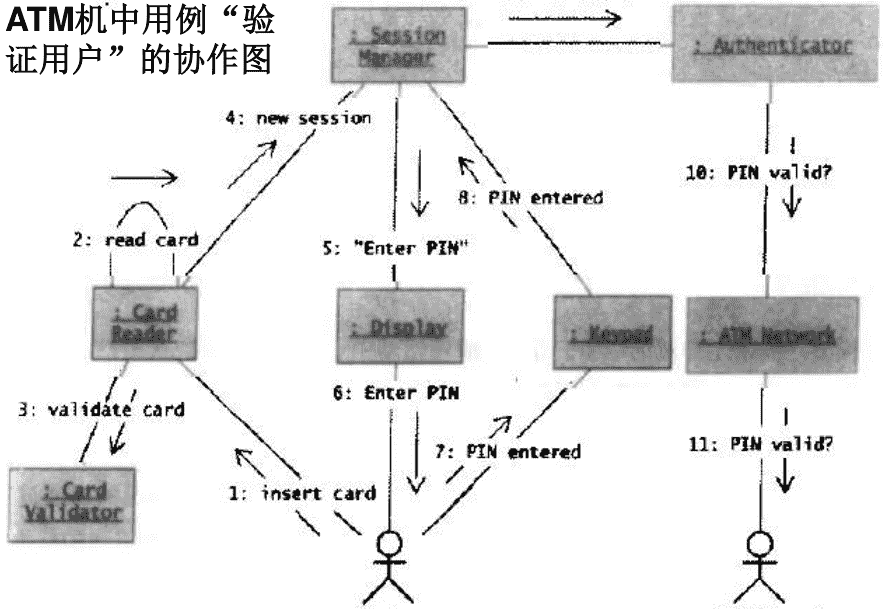 ATM机中用例“验
证用户”的协作图
: Session
Manager
: Authenticator
4: new session
10: PIN valid?
8: PIN entered
2: read card
5: "Enter PIN"
: Card
Reader
: Display
: Keypad
: ATM Network
6: Enter PIN
3: validate card
7: PIN entered
11: PIN valid?
1: insert card
: Card
Validator